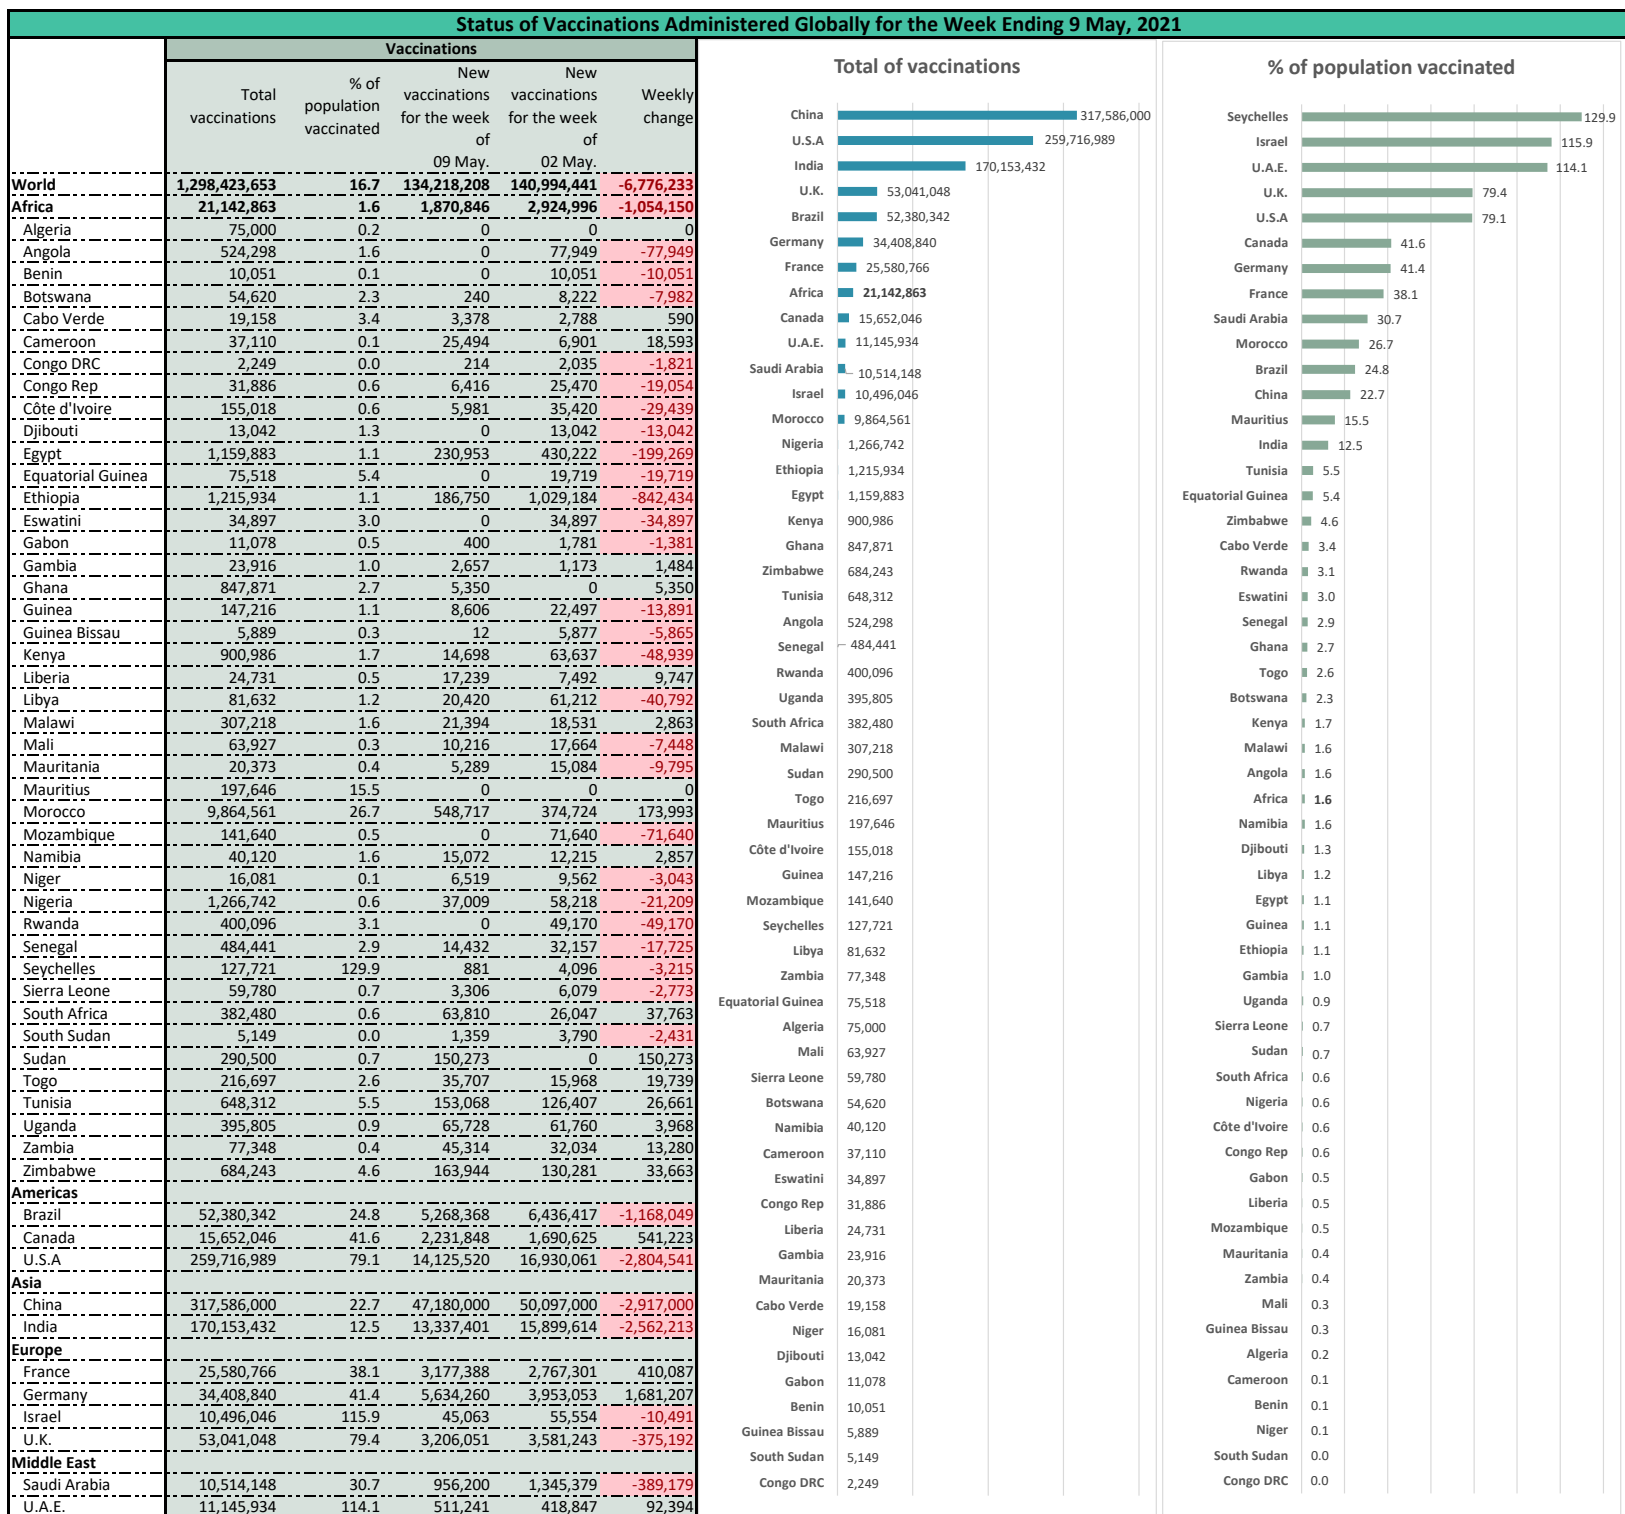 Status of Vaccinations Administered Globally for the Week Ending 9 May, 2021
Vaccinations
Total vaccinations
% of population vaccinated
New vaccinations for the week of 09 May.
New vaccinations for the week of 02 May.
Weekly change
World 1,298,423,653 16.7 134,218,208 140,994,441 -6,776,233
Africa 21,142,863 1.6 1,870,846 2,924,996 -1,054,150
Algeria 75,000 0.2 0 0 0
Angola 524,298 1.6 0 77,949 -77,949
Benin 10,051 0.1 0 10,051 -10,051
Botswana 54,620 2.3 240 8,222 -7,982
Cabo Verde 19,158 3.4 3,378 2,788 590
Cameroon 37,110 0.1 25,494 6,901 18,593
Congo DRC 2,249 0.0 214 2,035 -1,821
Congo Rep 31,886 0.6 6,416 25,470 -19,054
Côte d'Ivoire 155,018 0.6 5,981 35,420 -29,439
Djibouti 13,042 1.3 0 13,042 -13,042
Egypt 1,159,883 1.1 230,953 430,222 -199,269
Equatorial Guinea 75,518 5.4 0 19,719 -19,719
Ethiopia 1,215,934 1.1 186,750 1,029,184 -842,434
Eswatini 34,897 3.0 0 34,897 -34,897
Gabon 11,078 0.5 400 1,781 -1,381
Gambia 23,916 1.0 2,657 1,173 1,484
Ghana 847,871 2.7 5,350 0 5,350
Guinea 147,216 1.1 8,606 22,497 -13,891
Guinea Bissau 5,889 0.3 12 5,877 -5,865
Kenya 900,986 1.7 14,698 63,637 -48,939
Liberia 24,731 0.5 17,239 7,492 9,747
Libya 81,632 1.2 20,420 61,212 -40,792
Malawi 307,218 1.6 21,394 18,531 2,863
Mali 63,927 0.3 10,216 17,664 -7,448
Mauritania 20,373 0.4 5,289 15,084 -9,795
Mauritius 197,646 15.5 0 0 0
Morocco 9,864,561 26.7 548,717 374,724 173,993
Mozambique 141,640 0.5 0 71,640 -71,640
Namibia 40,120 1.6 15,072 12,215 2,857
Niger 16,081 0.1 6,519 9,562 -3,043
Nigeria 1,266,742 0.6 37,009 58,218 -21,209
Rwanda 400,096 3.1 0 49,170 -49,170
Senegal 484,441 2.9 14,432 32,157 -17,725
Seychelles 127,721 129.9 881 4,096 -3,215
Sierra Leone 59,780 0.7 3,306 6,079 -2,773
South Africa 382,480 0.6 63,810 26,047 37,763
South Sudan 5,149 0.0 1,359 3,790 -2,431
Sudan 290,500 0.7 150,273 0 150,273
Togo 216,697 2.6 35,707 15,968 19,739
Tunisia 648,312 5.5 153,068 126,407 26,661
Uganda 395,805 0.9 65,728 61,760 3,968
Zambia 77,348 0.4 45,314 32,034 13,280
Zimbabwe 684,243 4.6 163,944 130,281 33,663
Americas
Brazil 52,380,342 24.8 5,268,368 6,436,417 -1,168,049
Canada 15,652,046 41.6 2,231,848 1,690,625 541,223
U.S.A 259,716,989 79.1 14,125,520 16,930,061 -2,804,541
Asia
China 317,586,000 22.7 47,180,000 50,097,000 -2,917,000
India 170,153,432 12.5 13,337,401 15,899,614 -2,562,213
Europe
France 25,580,766 38.1 3,177,388 2,767,301 410,087
Germany 34,408,840 41.4 5,634,260 3,953,053 1,681,207
Israel 10,496,046 115.9 45,063 55,554 -10,491
U.K. 53,041,048 79.4 3,206,051 3,581,243 -375,192
Middle East
Saudi Arabia 10,514,148 30.7 956,200 1,345,379 -389,179
U.A.E. 11,145,934 114.1 511,241 418,847 92,394
Total of vaccinations
China 317,586,000
U.S.A 259,716,989
India 170,153,432
U.K. 53,041,048
Brazil 52,380,342
Germany 34,408,840
France 25,580,766
Africa 21,142,863
Canada 15,652,046
U.A.E. 11,145,934
Saudi Arabia 10,514,148
Israel 10,496,046
Morocco 9,864,561
Nigeria 1,266,742
Ethiopia 1,215,934
Egypt 1,159,883
Kenya 900,986
Ghana 847,871
Zimbabwe 684,243
Tunisia 648,312
Angola 524,298
Senegal 484,441
Rwanda 400,096
Uganda 395,805
South Africa 382,480
Malawi 307,218
Sudan 290,500
Togo 216,697
Mauritius 197,646
Côte d'Ivoire 155,018
Guinea 147,216
Mozambique 141,640
Seychelles 127,721
Libya 81,632
Zambia 77,348
Equatorial Guinea 75,518
Algeria 75,000
Mali 63,927
Sierra Leone 59,780
Botswana 54,620
Namibia 40,120
Cameroon 37,110
Eswatini 34,897
Congo Rep 31,886
Liberia 24,731
Gambia 23,916
Mauritania 20,373
Cabo Verde 19,158
Niger 16,081
Djibouti 13,042
Gabon 11,078
Benin 10,051
Guinea Bissau 5,889
South Sudan 5,149
Congo DRC 2,249
% of population vaccinated
Seychelles 129.9
Israel 115.9
U.A.E. 114.1
U.K. 79.4
U.S.A 79.1
Canada 41.6
Germany 41.4
France 38.1
Saudi Arabia 30.7
Morocco 26.7
Brazil 24.8
China 22.7
Mauritius 15.5
India 12.5
Tunisia 5.5
Equatorial Guinea 5.4
Zimbabwe 4.6
Cabo Verde 3.4
Rwanda 3.1
Eswatini 3.0
Senegal 2.9
Ghana 2.7
Togo 2.6
Botswana 2.3
Kenya 1.7
Malawi 1.6
Angola 1.6
Africa 1.6
Namibia 1.6
Djibouti 1.3
Libya 1.2
Egypt 1.1
Guinea 1.1
Ethiopia 1.1
Gambia 1.0
Uganda 0.9
Sierra Leone 0.7
Sudan 0.7
South Africa 0.6
Nigeria 0.6
Côte d'Ivoire 0.6
Congo Rep 0.6
Gabon 0.5
Liberia 0.5
Mozambique 0.5
Mauritania 0.4
Zambia 0.4
Mali 0.3
Guinea Bissau 0.3
Algeria 0.2
Cameroon 0.1
Benin 0.1
Niger 0.1
South Sudan 0.0
Congo DRC 0.0